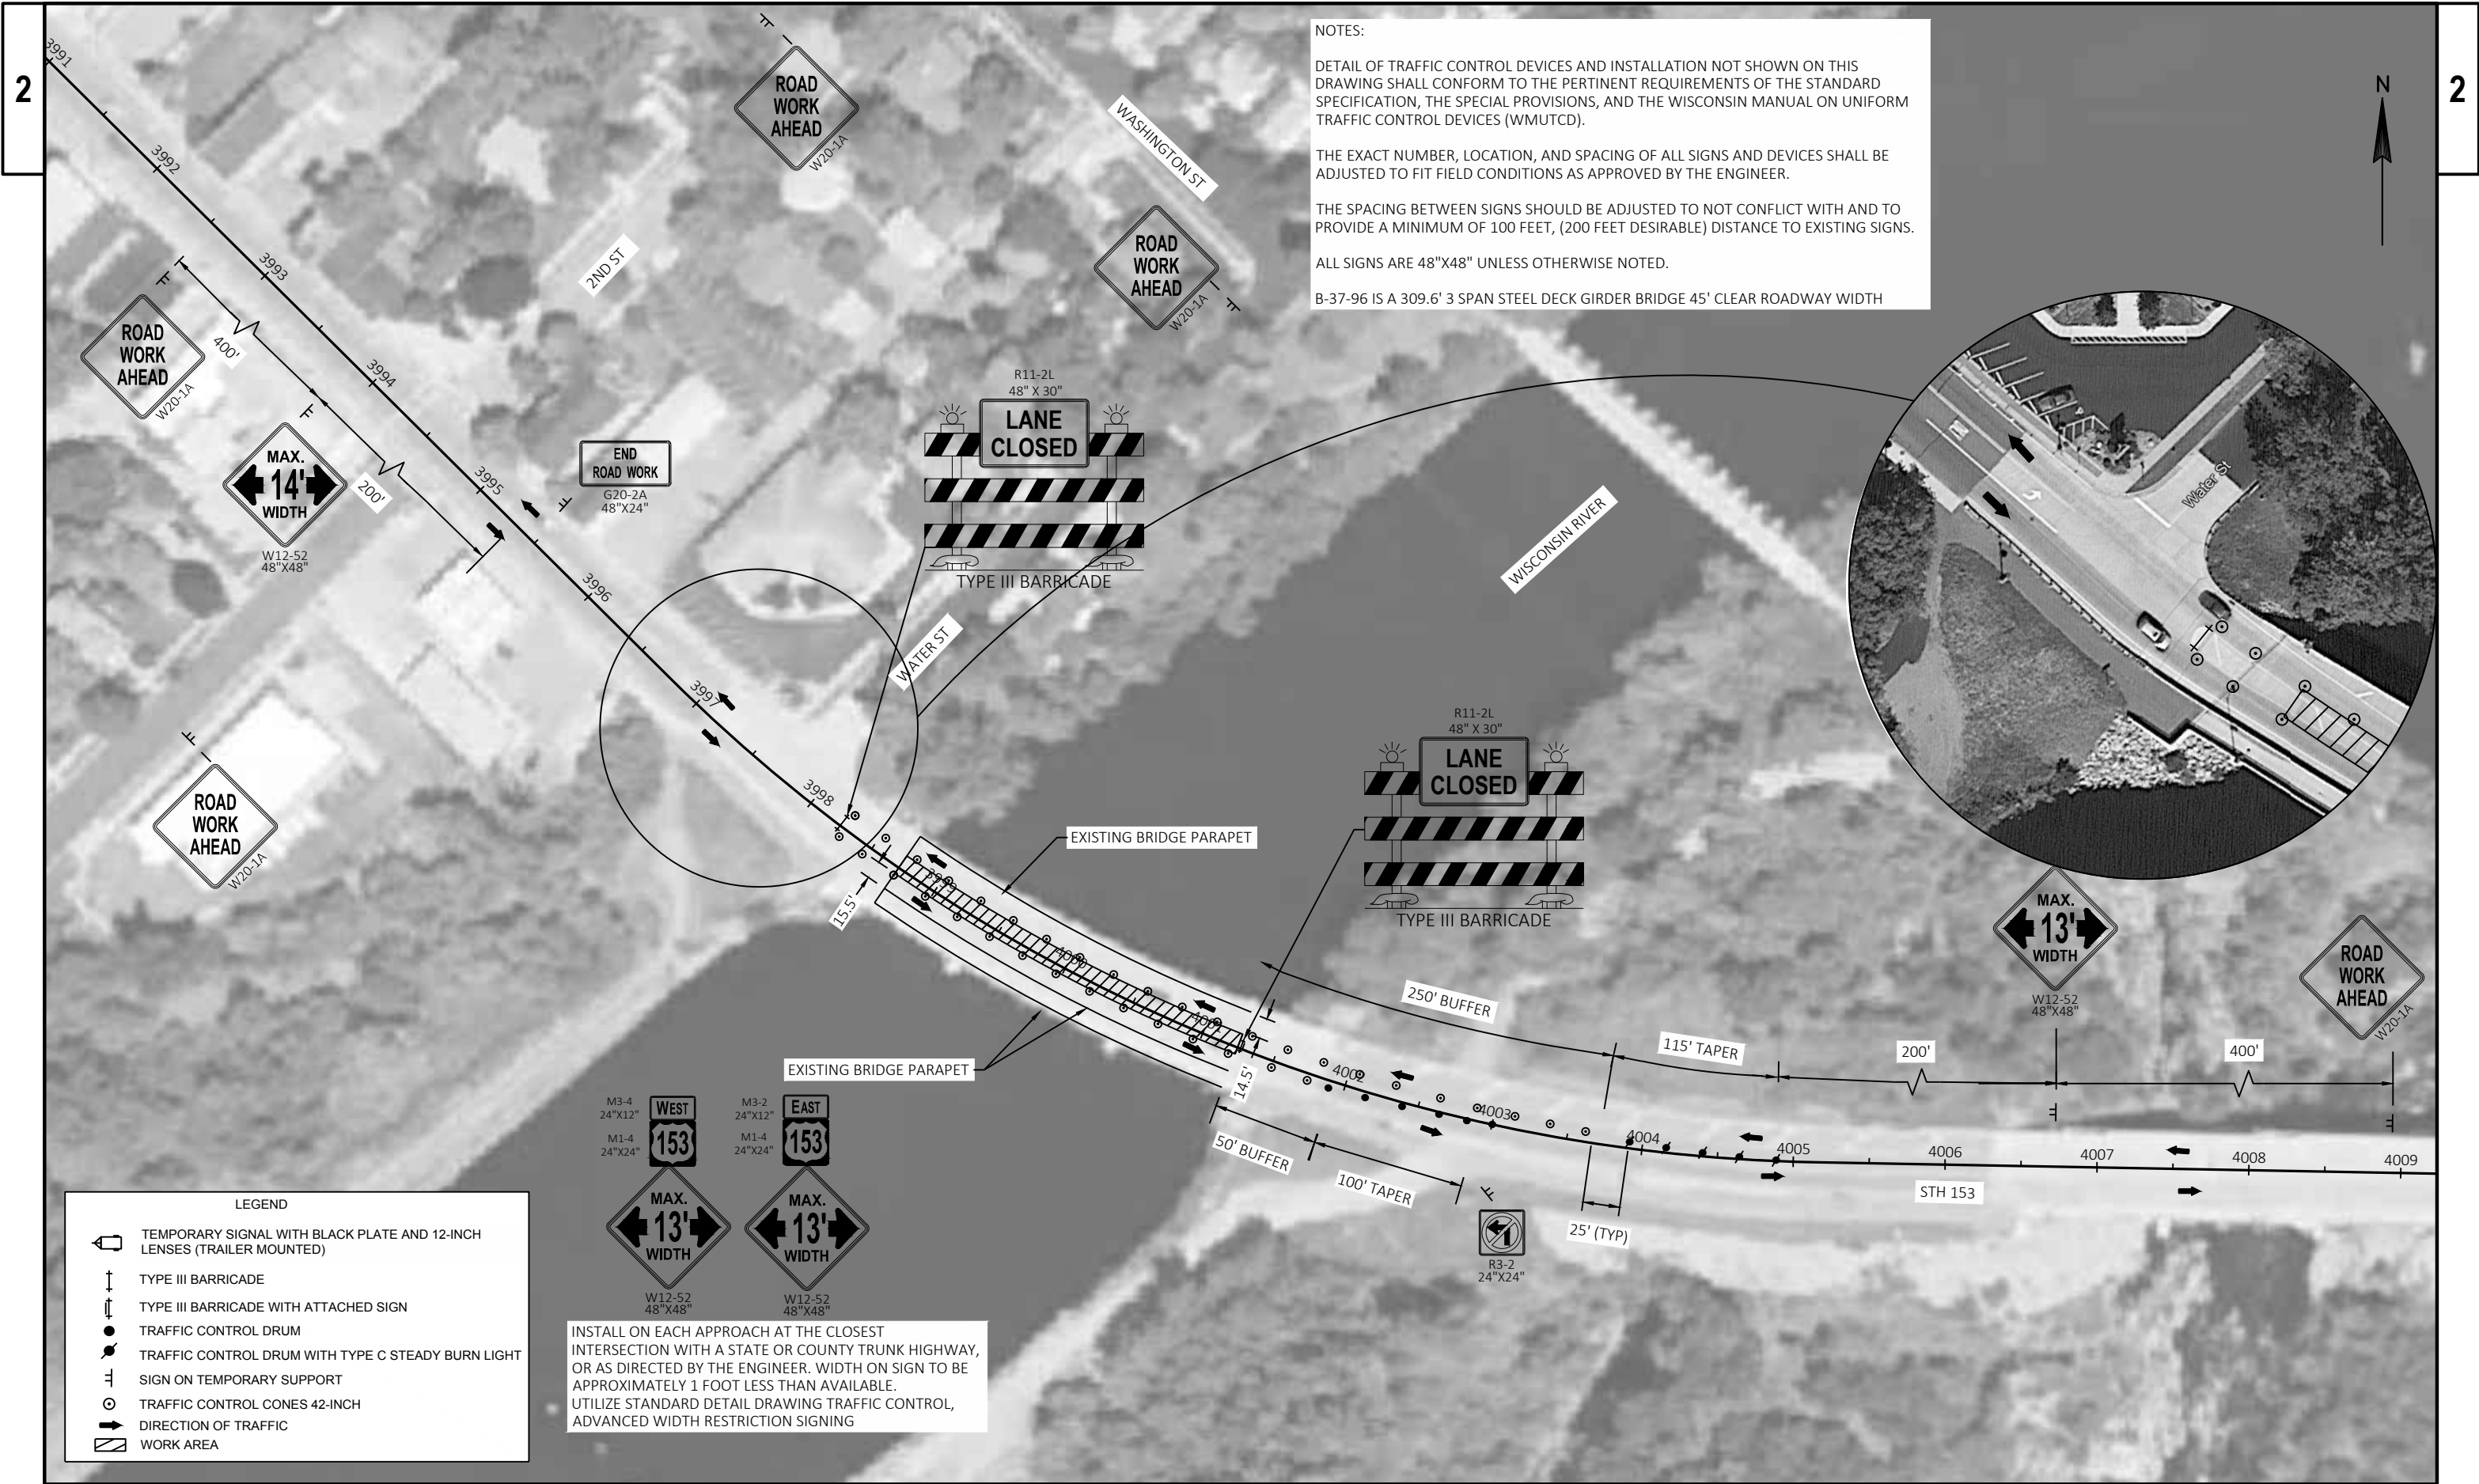 2
2
3991
3992
3993
3994
3995
3996
3997
3998
3999
4000
4001
4002
4003
4004
4005
4006
4007
4008
4009
NOTES:
DETAIL OF TRAFFIC CONTROL DEVICES AND INSTALLATION NOT SHOWN ON THIS
DRAWING SHALL CONFORM TO THE PERTINENT REQUIREMENTS OF THE STANDARD
SPECIFICATION, THE SPECIAL PROVISIONS, AND THE WISCONSIN MANUAL ON UNIFORM
TRAFFIC CONTROL DEVICES (WMUTCD).
THE EXACT NUMBER, LOCATION, AND SPACING OF ALL SIGNS AND DEVICES SHALL BE
ADJUSTED TO FIT FIELD CONDITIONS AS APPROVED BY THE ENGINEER.
THE SPACING BETWEEN SIGNS SHOULD BE ADJUSTED TO NOT CONFLICT WITH AND TO
PROVIDE A MINIMUM OF 100 FEET, (200 FEET DESIRABLE) DISTANCE TO EXISTING SIGNS.
ALL SIGNS ARE 48"X48" UNLESS OTHERWISE NOTED.
B-37-96 IS A 309.6' 3 SPAN STEEL DECK GIRDER BRIDGE 45' CLEAR ROADWAY WIDTH
N
ROAD
WORK
AHEAD
W20-1A
WASHINGTON ST
2ND ST
ROAD
WORK
AHEAD
W20-1A
ROAD
WORK
AHEAD
W20-1A
400'
200'
MAX.
14'
WIDTH
W12-52
48"X48"
END
ROAD WORK
G20-2A
48"X24"
R11-2L
48" X 30"
LANE
CLOSED
TYPE III BARRICADE
WATER ST
WISCONSIN RIVER
Water St
ROAD
WORK
AHEAD
W20-1A
EXISTING BRIDGE PARAPET
15.5'
R11-2L
48" X 30"
LANE
CLOSED
TYPE III BARRICADE
EXISTING BRIDGE PARAPET
14.5'
250' BUFFER
115' TAPER
200'
400'
MAX.
13'
WIDTH
W12-52
48"X48"
ROAD
WORK
AHEAD
W20-1A
50' BUFFER
100' TAPER
25' (TYP)
STH 153
R3-2
24"X24"
M3-4
24"X12"
WEST
M1-4
24"X24"
153
MAX.
13'
WIDTH
W12-52
48"X48"
M3-2
24"X12"
EAST
M1-4
24"X24"
153
MAX.
13'
WIDTH
W12-52
48"X48"
INSTALL ON EACH APPROACH AT THE CLOSEST
INTERSECTION WITH A STATE OR COUNTY TRUNK HIGHWAY,
OR AS DIRECTED BY THE ENGINEER. WIDTH ON SIGN TO BE
APPROXIMATELY 1 FOOT LESS THAN AVAILABLE.
UTILIZE STANDARD DETAIL DRAWING TRAFFIC CONTROL,
ADVANCED WIDTH RESTRICTION SIGNING
LEGEND
TEMPORARY SIGNAL WITH BLACK PLATE AND 12-INCH
LENSES (TRAILER MOUNTED)
TYPE III BARRICADE
TYPE III BARRICADE WITH ATTACHED SIGN
TRAFFIC CONTROL DRUM
TRAFFIC CONTROL DRUM WITH TYPE C STEADY BURN LIGHT
SIGN ON TEMPORARY SUPPORT
TRAFFIC CONTROL CONES 42-INCH
DIRECTION OF TRAFFIC
WORK AREA